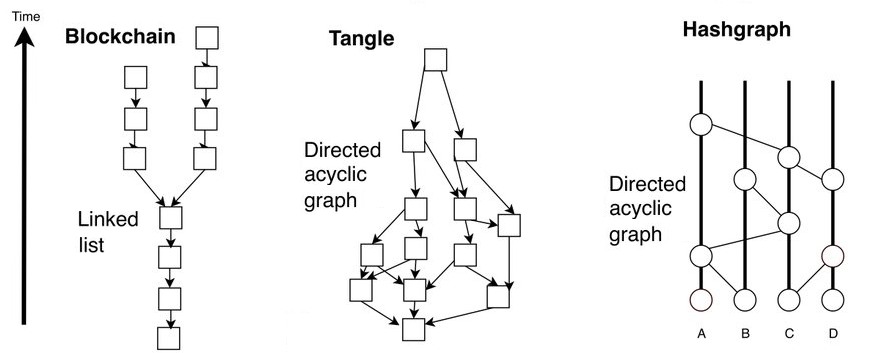 Time
Blockchain
Linked
list
Tangle
Directed
acyclic
graph
Hashgraph
Directed
acyclic
graph
A B C D